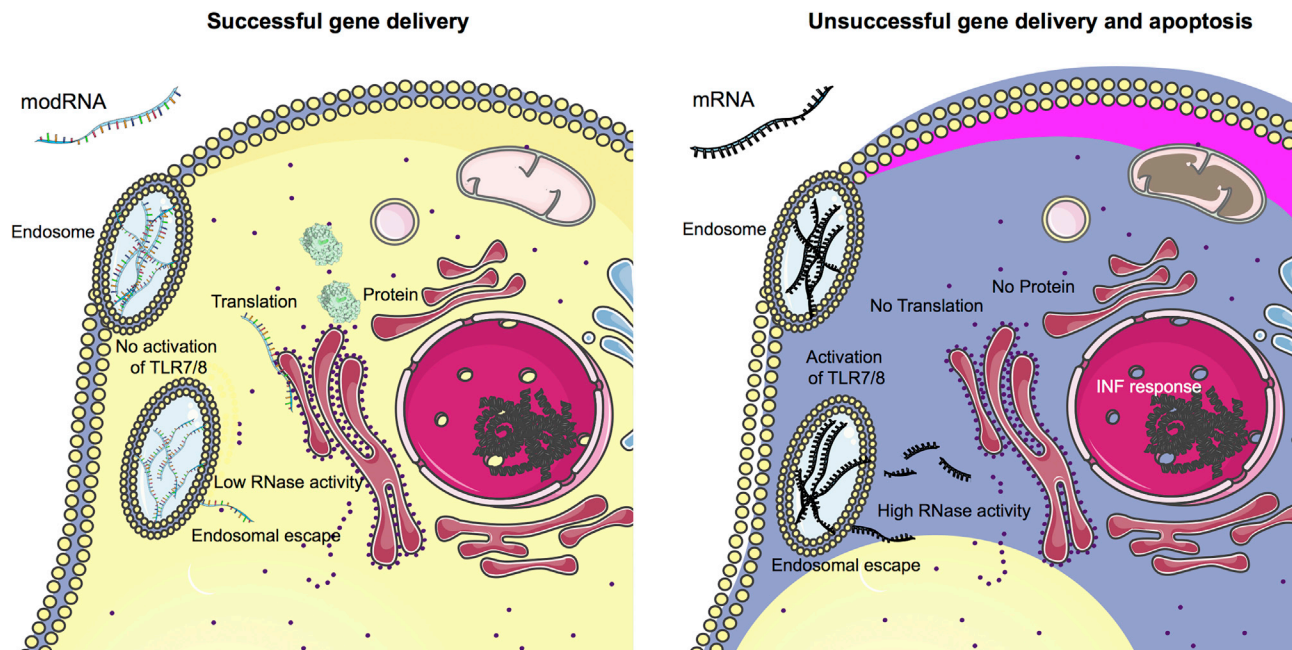 Successful gene delivery
modRNA
Endosome
Translation
Protein
No activation
of TLR7/8
Low RNase activity
Endosomal escape
Unsuccessful gene delivery and apoptosis
mRNA
Endosome
No Translation
No Protein
Activation
of TLR7/8
INF response
High RNase activity
Endosomal escape